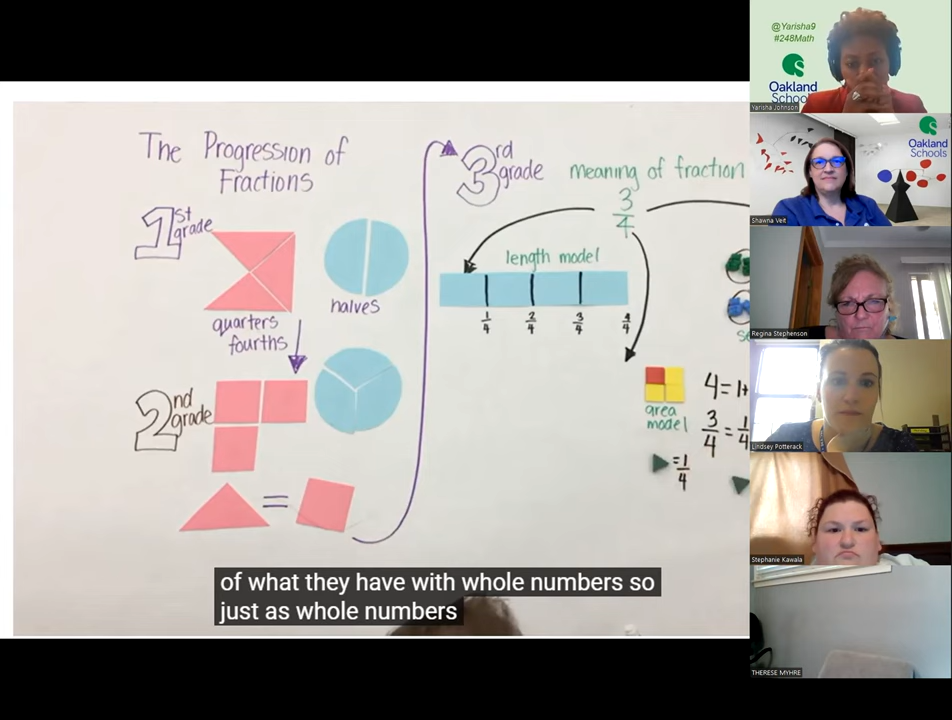 The Progression of
Fractions
1st
grade
quarters
fourths
halves
2nd
grade
=
3rd
grade
meaning of fraction
3/4
length model
1/4 2/4 3/4 4/4
area
model
4=1+
3/4=1/4
=1/4
of what they have with whole numbers so
just as whole numbers
@Yarisha9
#248Math
Oakland
Schools
Yarisha Johnson
Oakland
Schools
Shawna Veit
Regina Stephenson
Lindsey Potterack
Stephanie Kawala
THERESE MYHRE